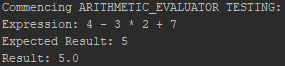 Commencing ARITHMETIC_EVALUATOR TESTING:
Expression: 4 - 3 * 2 + 7
Expected Result: 5
Result: 5.0